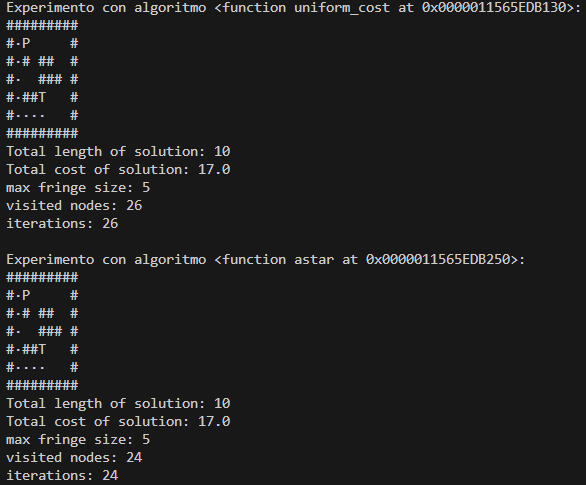 Experimento con algoritmo <function uniform_cost at 0x0000011565EDB130>:
#########
#·P     #
#·# ##  #
#·  ### #
#·##T   #
#····   #
#########
Total length of solution: 10
Total cost of solution: 17.0
max fringe size: 5
visited nodes: 26
iterations: 26

Experimento con algoritmo <function astar at 0x0000011565EDB250>:
#########
#·P     #
#·# ##  #
#·  ### #
#·##T   #
#····   #
#########
Total length of solution: 10
Total cost of solution: 17.0
max fringe size: 5
visited nodes: 24
iterations: 24